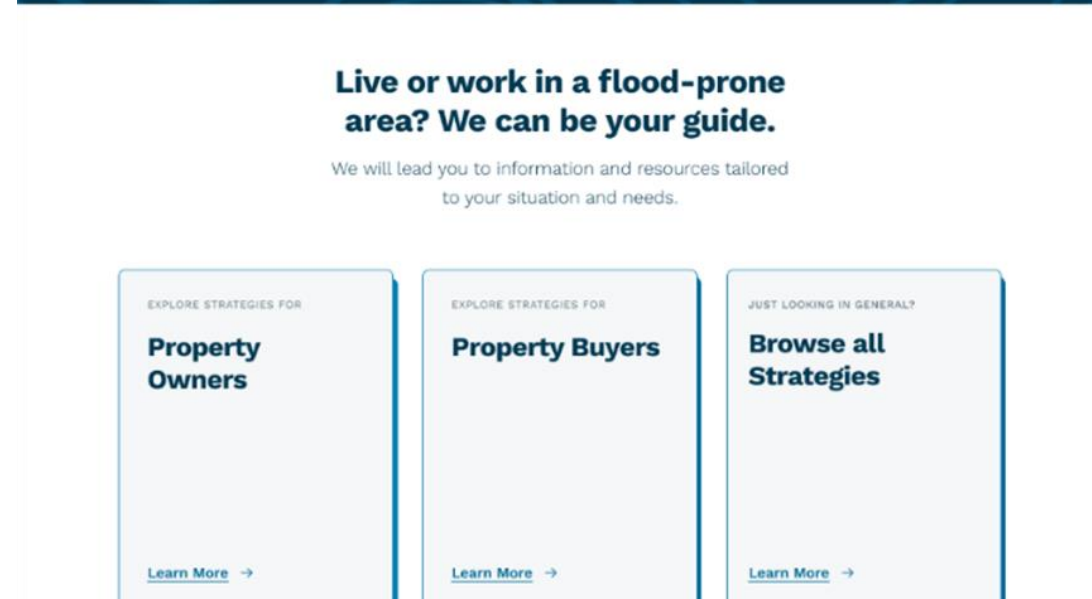 Live or work in a flood-prone
area? We can be your guide.
We will lead you to information and resources tailored
to your situation and needs.
EXPLORE STRATEGIES FOR
Property
Owners
Learn More →
EXPLORE STRATEGIES FOR
Property Buyers
Learn More →
JUST LOOKING IN GENERAL?
Browse all
Strategies
Learn More →